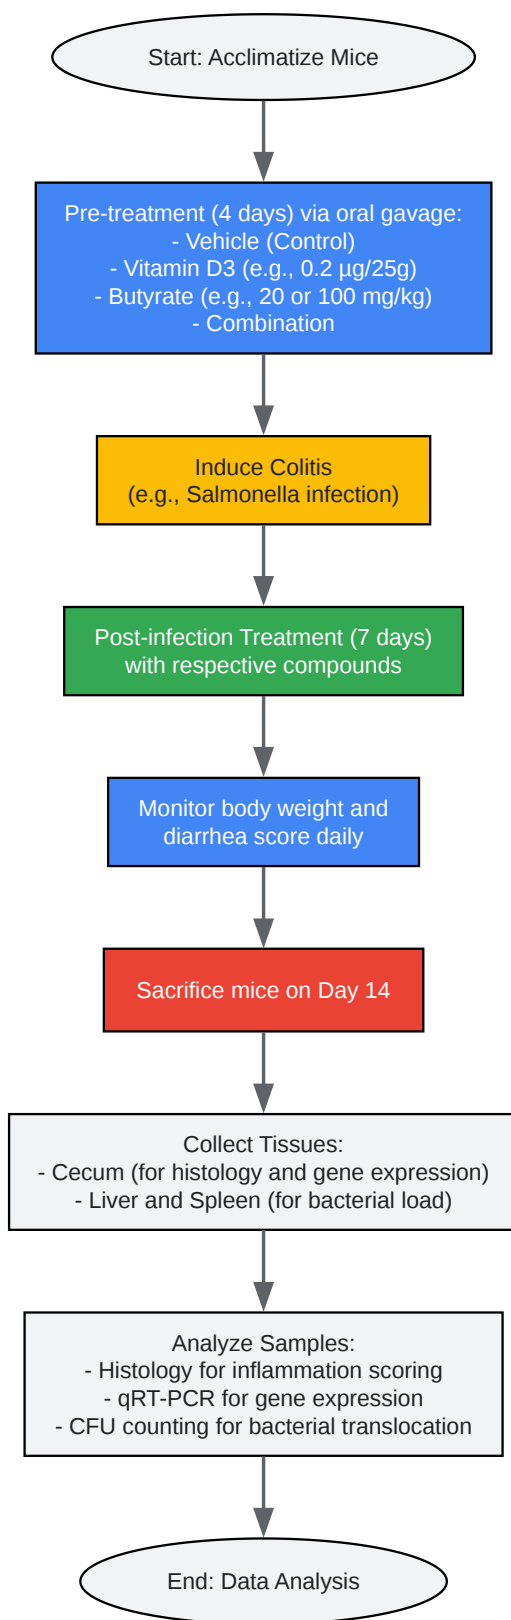 Start: Acclimatize Mice
Pre-treatment (4 days) via oral gavage:
- Vehicle (Control)
- Vitamin D3 (e.g., 0.2 µg/25g)
- Butyrate (e.g., 20 or 100 mg/kg)
- Combination
Induce Colitis
(e.g., Salmonella infection)
Post-infection Treatment (7 days)
with respective compounds
Monitor body weight and
diarrhea score daily
Sacrifice mice on Day 14
Collect Tissues:
- Cecum (for histology and gene expression)
- Liver and Spleen (for bacterial load)
Analyze Samples:
- Histology for inflammation scoring
- qRT-PCR for gene expression
- CFU counting for bacterial translocation
End: Data Analysis